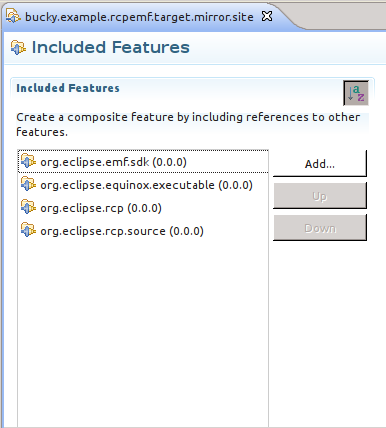 bucky.example.rcpemf.target.mirror.site
Included Features
Included Features
a
z
Create a composite feature by including references to other
features.
org.eclipse.emf.sdk (0.0.0)
Add...
org.eclipse.equinox.executable (0.0.0)
Up
org.eclipse.rcp (0.0.0)
org.eclipse.rcp.source (0.0.0)
Down